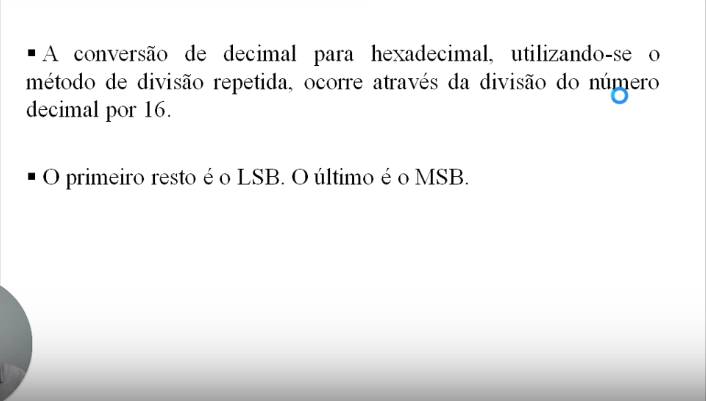 ▪ A conversão de decimal para hexadecimal, utilizando-se o
método de divisão repetida, ocorre através da divisão do número
decimal por 16.
▪ O primeiro resto é o LSB. O último é o MSB.